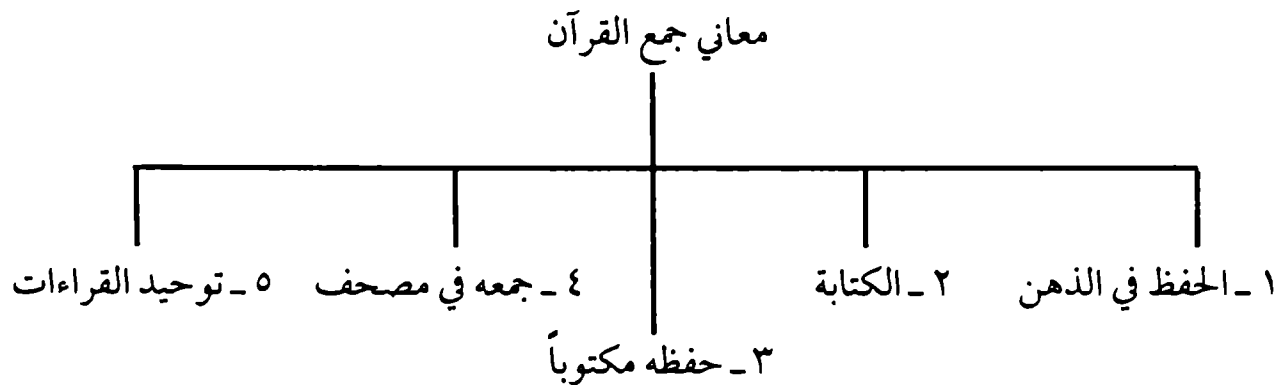 معاني جمع القرآن
١ ـ الحفظ في الذهن
٢ ـ الكتابة
٣ ـ حفظه مكتوباً
٤ ـ جمعه في مصحف
٥ ـ توحيد القراءات